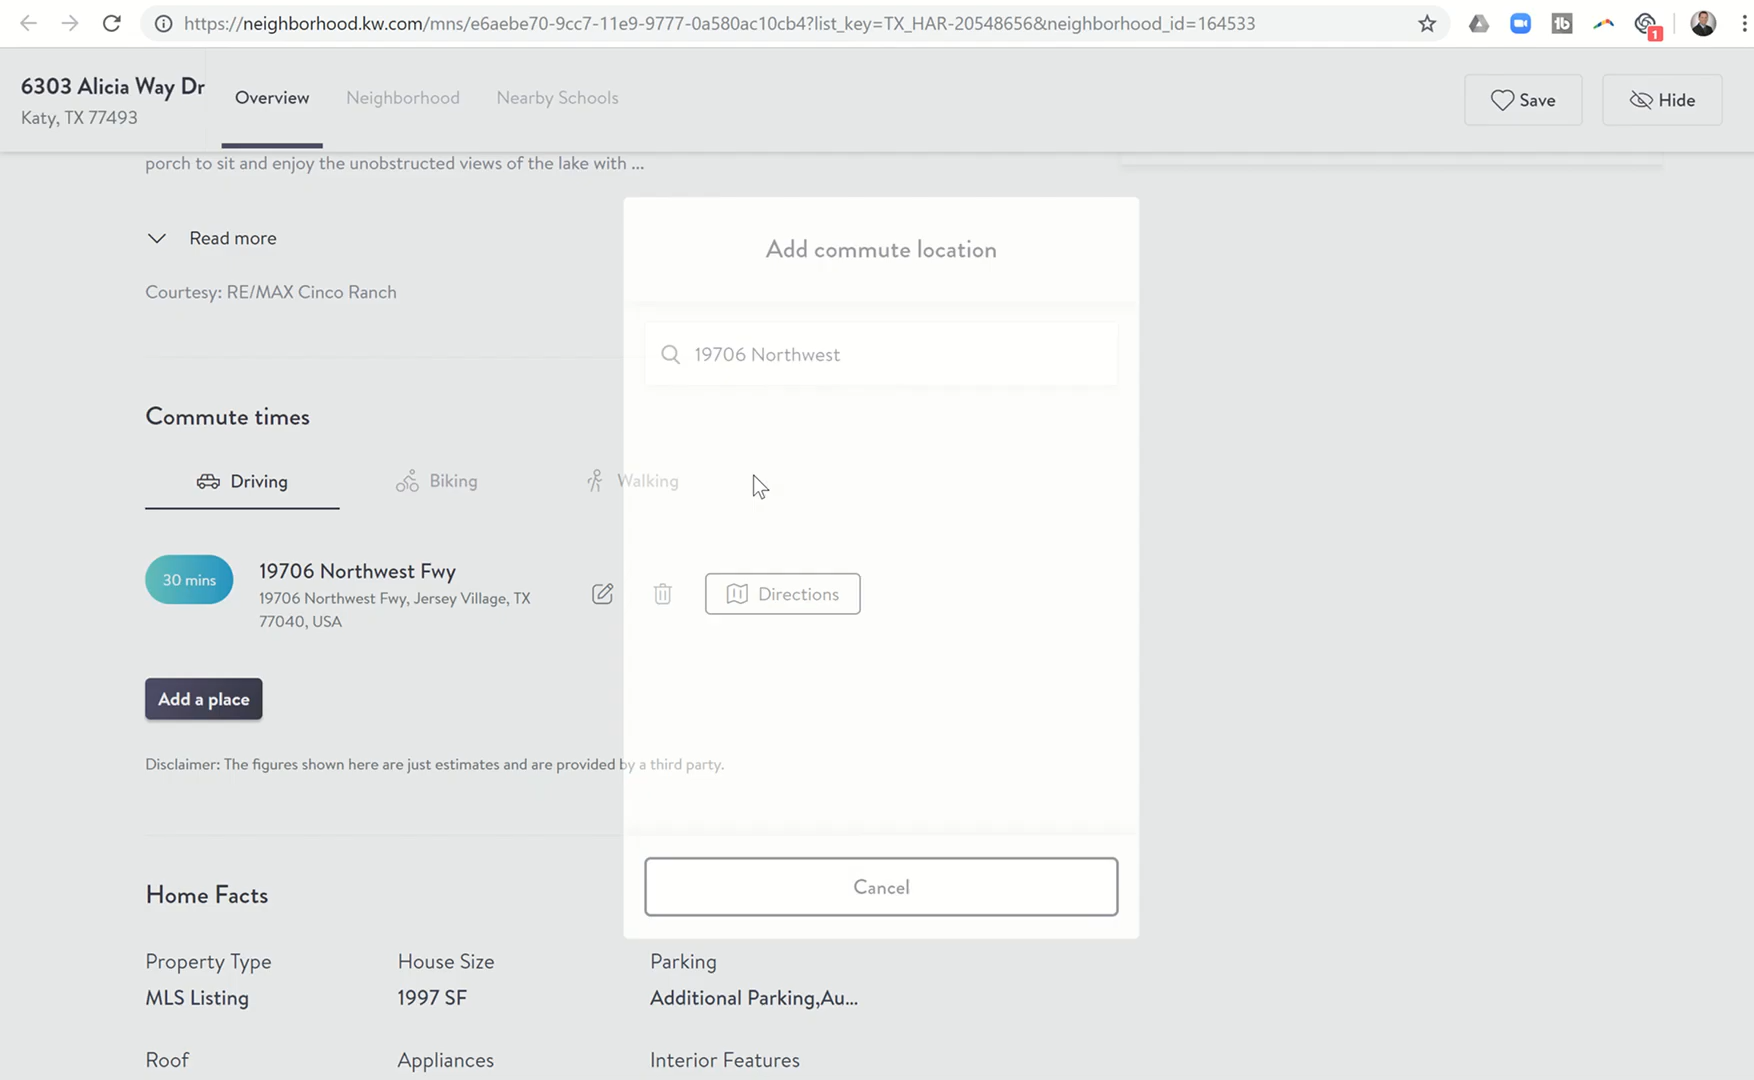 https://neighborhood.kw.com/mns/e6aebe70-9cc7-11e9-9777-0a580ac10cb4?list_key=TX_HAR-20548656&neighborhood_id=164533
tb
1
6303 Alicia Way Dr
Katy, TX 77493
Overview
Neighborhood
Nearby Schools
Save
Hide
porch to sit and enjoy the unobstructed views of the lake with ...
Read more
Courtesy: RE/MAX Cinco Ranch
Add commute location
19706 Northwest
Commute times
Driving
Biking
Walking
30 mins
19706 Northwest Fwy
19706 Northwest Fwy, Jersey Village, TX
77040, USA
Directions
Add a place
Disclaimer: The figures shown here are just estimates and are provided by a third party.
Cancel
Home Facts
Property Type
House Size
Parking
MLS Listing
1997 SF
Additional Parking,Au...
Roof
Appliances
Interior Features